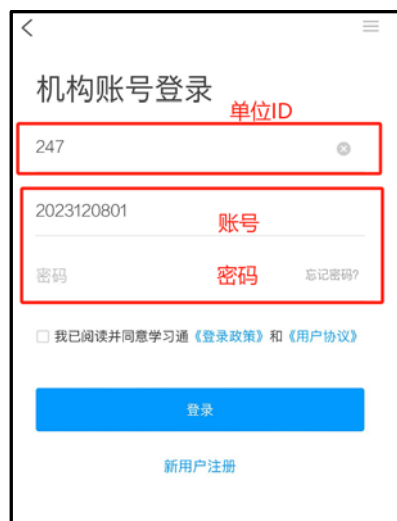 机构账号登录
单位ID
247
2023120801
账号
密码
密码
忘记密码?
我已阅读并同意学习通《登录政策》和《用户协议》
登录
新用户注册